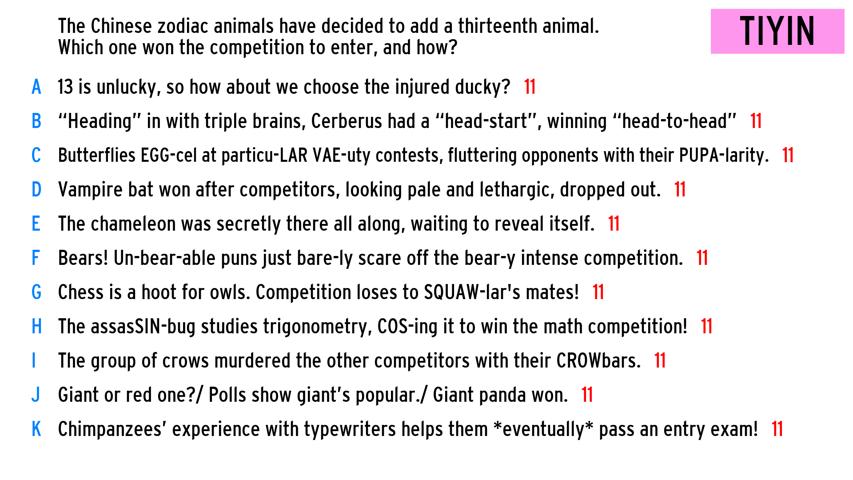 The Chinese zodiac animals have decided to add a thirteenth animal.
TIYIN
Which one won the competition to enter, and how?
A 13 is unlucky, so how about we choose the injured ducky? 11
B “Heading” in with triple brains, Cerberus had a “head-start”, winning “head-to-head” 11
C Butterflies EGG-cel at particu-LAR VAE-uty contests, fluttering opponents with their PUPA-larity. 11
D Vampire bat won after competitors, looking pale and lethargic, dropped out. 11
E The chameleon was secretly there all along, waiting to reveal itself. 11
F Bears! Un-bear-able puns just bare-ly scare off the bear-y intense competition. 11
G Chess is a hoot for owls. Competition loses to SQUAW-lar's mates! 11
H The assasSIN-bug studies trigonometry, COS-ing it to win the math competition! 11
I The group of crows murdered the other competitors with their CROWbars. 11
J Giant or red one?/ Polls show giant’s popular./ Giant panda won. 11
K Chimpanzees’ experience with typewriters helps them *eventually* pass an entry exam! 11